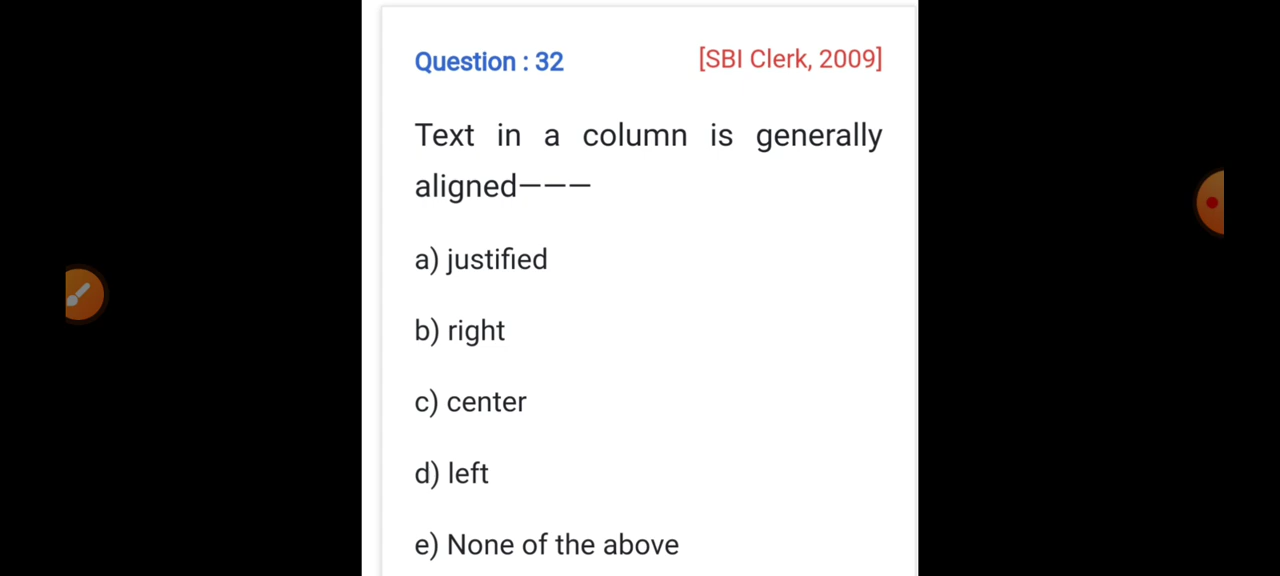 Question : 32 [SBI Clerk, 2009]
Text in a column is generally
aligned−−−
a) justified
b) right
c) center
d) left
e) None of the above